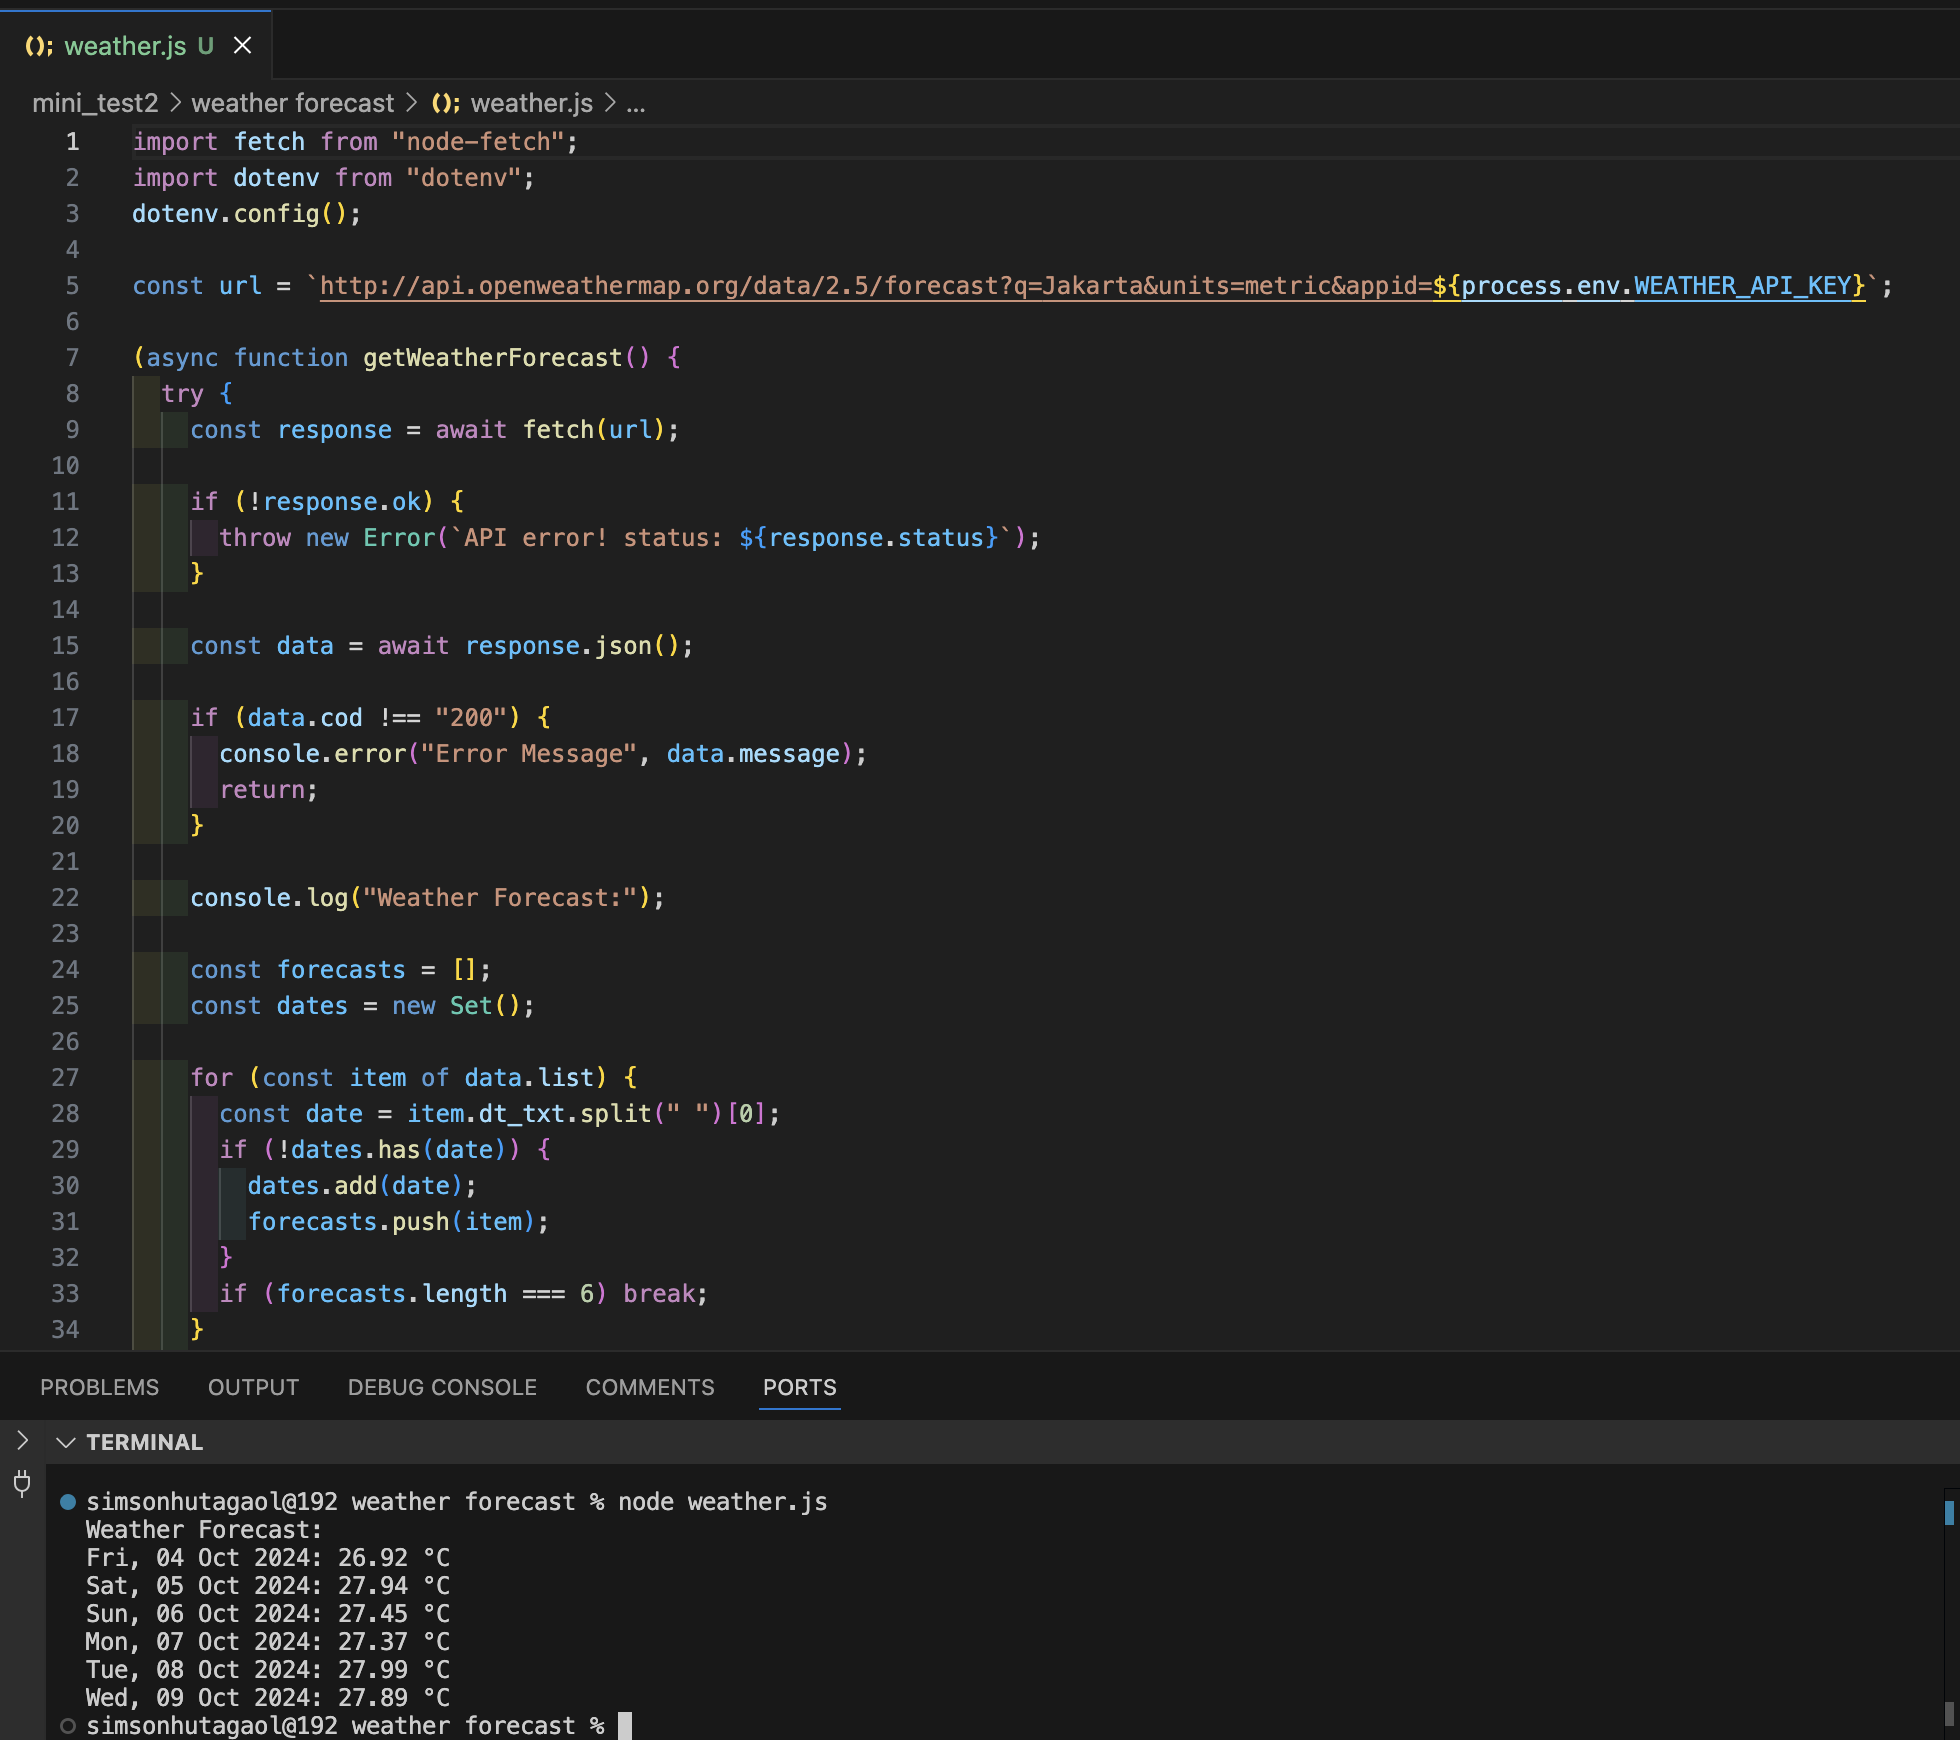 weather.js U
mini_test2 > weather forecast > weather.js > ...
1 import fetch from "node-fetch";
2 import dotenv from "dotenv";
3 dotenv.config();
4
5 const url = `http://api.openweathermap.org/data/2.5/forecast?q=Jakarta&units=metric&appid=${process.env.WEATHER_API_KEY}`;
6
7 (async function getWeatherForecast() {
8   try {
9     const response = await fetch(url);
10
11     if (!response.ok) {
12       throw new Error(`API error! status: ${response.status}`);
13     }
14
15     const data = await response.json();
16
17     if (data.cod !== "200") {
18       console.error("Error Message", data.message);
19       return;
20     }
21
22     console.log("Weather Forecast:");
23
24     const forecasts = [];
25     const dates = new Set();
26
27     for (const item of data.list) {
28       const date = item.dt_txt.split(" ")[0];
29       if (!dates.has(date)) {
30         dates.add(date);
31         forecasts.push(item);
32       }
33       if (forecasts.length === 6) break;
34     }
PROBLEMS OUTPUT DEBUG CONSOLE COMMENTS PORTS
TERMINAL
simsonhutagaol@192 weather forecast % node weather.js
Weather Forecast:
Fri, 04 Oct 2024: 26.92 °C
Sat, 05 Oct 2024: 27.94 °C
Sun, 06 Oct 2024: 27.45 °C
Mon, 07 Oct 2024: 27.37 °C
Tue, 08 Oct 2024: 27.99 °C
Wed, 09 Oct 2024: 27.89 °C
simsonhutagaol@192 weather forecast %